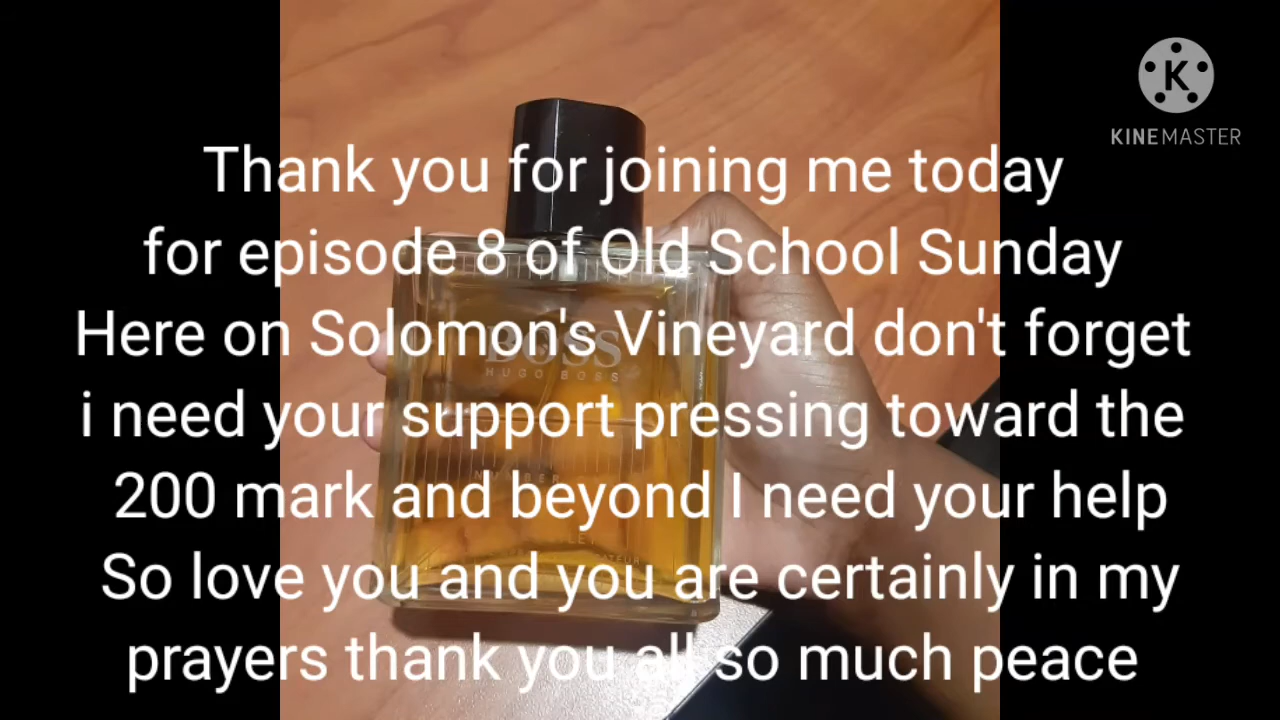 KINEMASTER
Thank you for joining me today
for episode 8 of Old School Sunday
Here on Solomon's Vineyard don't forget
i need your support pressing toward the
200 mark and beyond I need your help
So love you and you are certainly in my
prayers thank you all so much peace
BOSS
HUGO BOSS
NUMBER